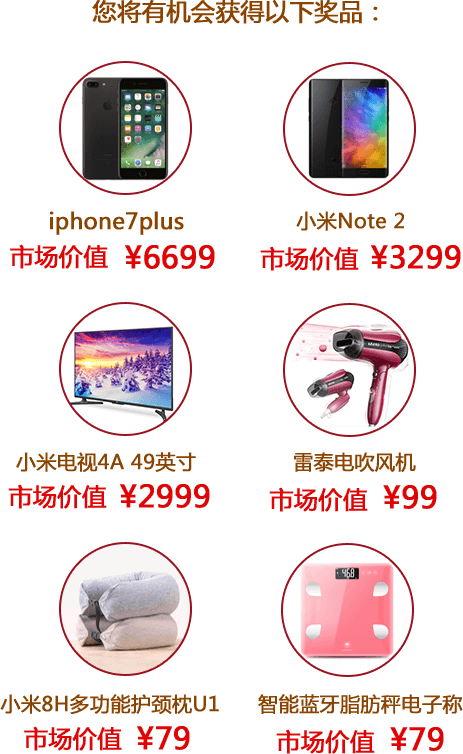 您将有机会获得以下奖品：
iphone7plus
市场价值 ¥6699
小米Note 2
市场价值 ¥3299
小米电视4A 49英寸
市场价值 ¥2999
雷泰电吹风机
市场价值 ¥99
46.8
小米8H多功能护颈枕U1
市场价值 ¥79
智能蓝牙脂肪秤电子称
市场价值 ¥79